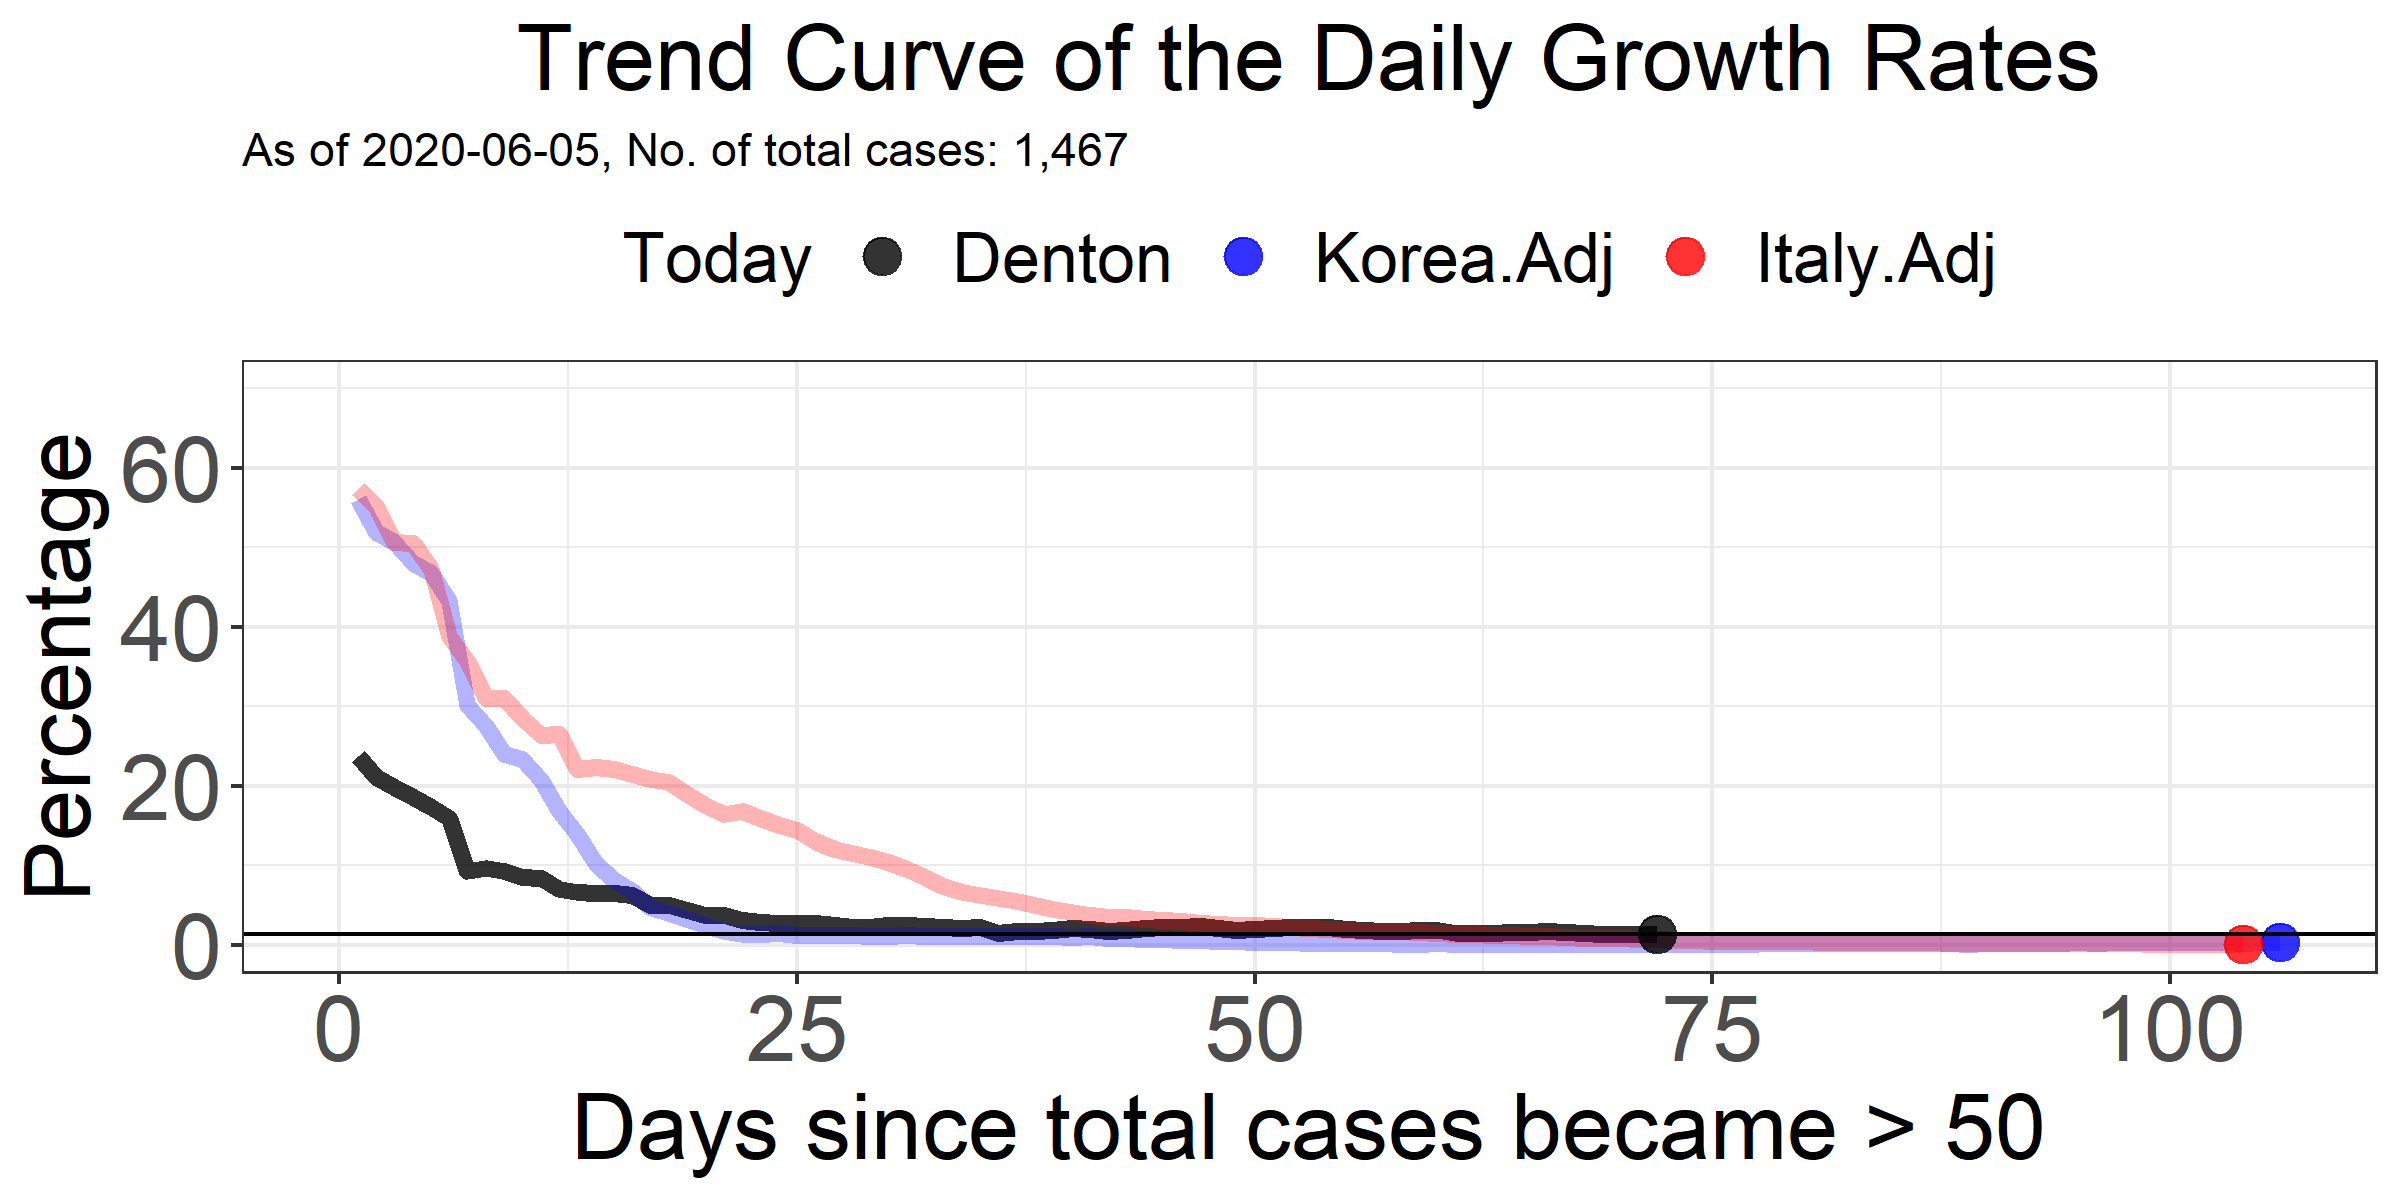 Trend Curve of the Daily Growth Rates
As of 2020-06-05, No. of total cases: 1,467
Today Denton Korea.Adj Italy.Adj
Percentage
60
40
20
0
0 25 50 75 100
Days since total cases became > 50